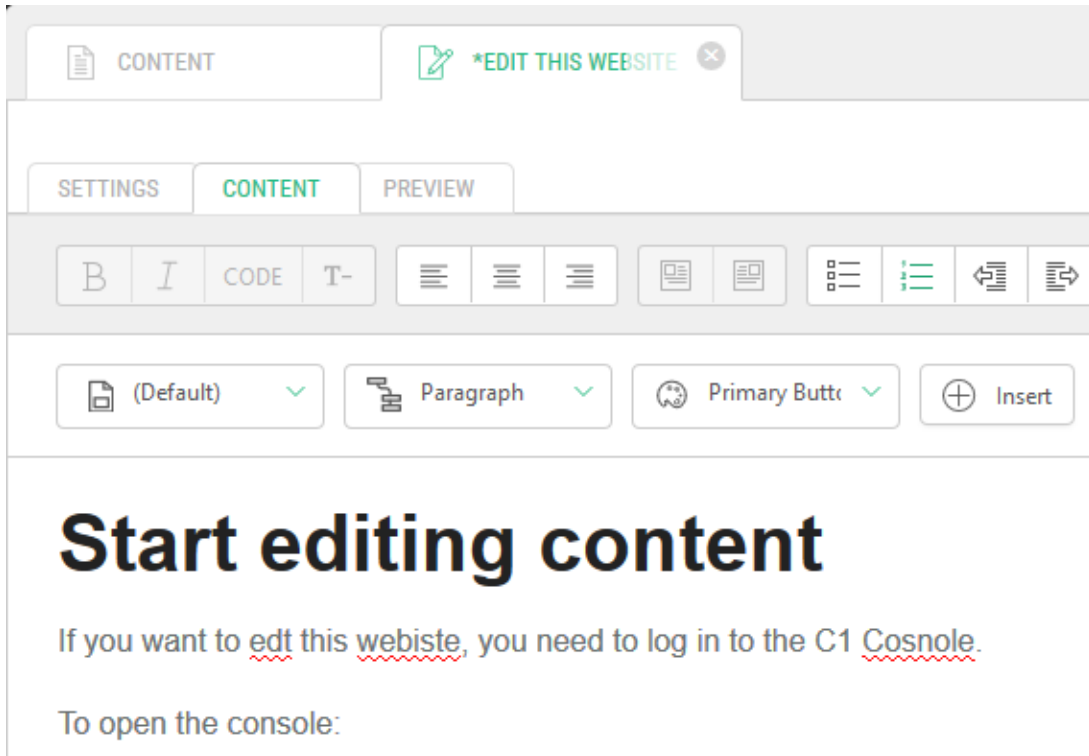 CONTENT
*EDIT THIS WEBSITE
SETTINGS
CONTENT
PREVIEW
B I CODE T-
(Default)
Paragraph
Primary Butto
Insert
Start editing content
If you want to edt this webiste, you need to log in to the C1 Cosnole.
To open the console: